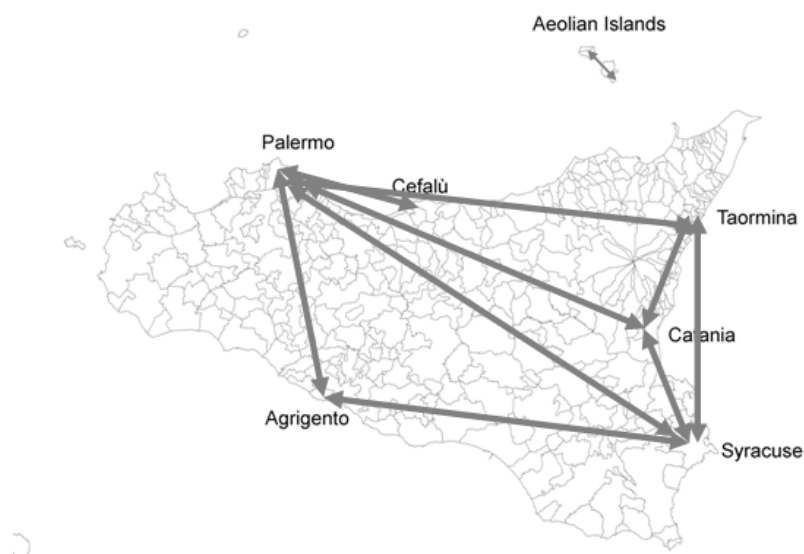 Aeolian Islands
Palermo
Cefalù
Taormina
Catania
Agrigento
Syracuse